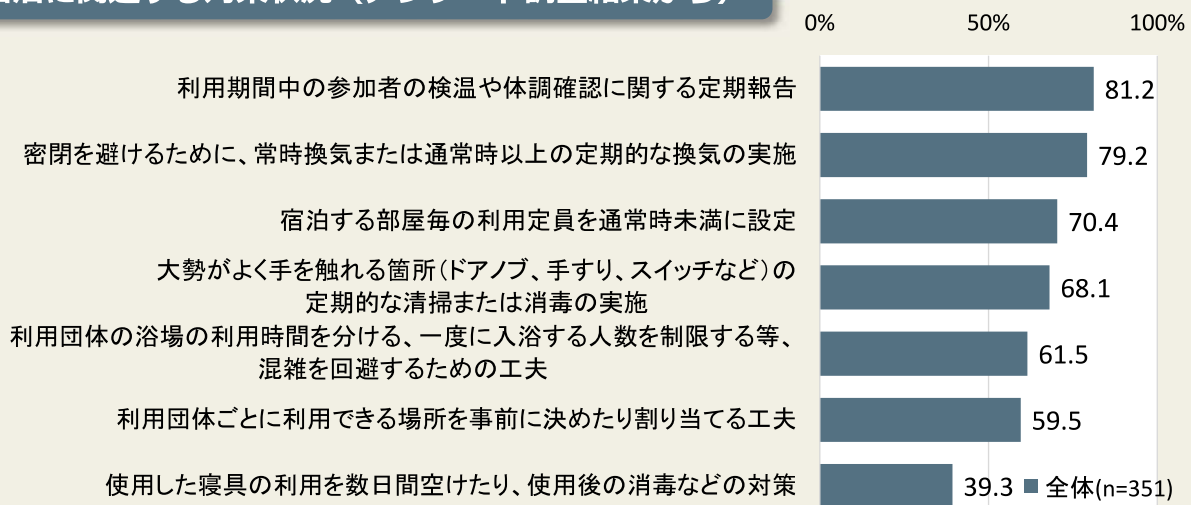 0% 50% 100%
利用期間中の参加者の検温や体調確認に関する定期報告 81.2
密閉を避けるために、常時換気または通常時以上の定期的な換気の実施 79.2
宿泊する部屋毎の利用定員を通常時未満に設定 70.4
大勢がよく手を触れる箇所(ドアノブ、手すり、スイッチなど)の
定期的な清掃または消毒の実施 68.1
利用団体の浴場の利用時間を分ける、一度に入浴する人数を制限する等、
混雑を回避するための工夫 61.5
利用団体ごとに利用できる場所を事前に決めたり割り当てる工夫 59.5
使用した寝具の利用を数日間空けたり、使用後の消毒などの対策 39.3
全体(n=351)